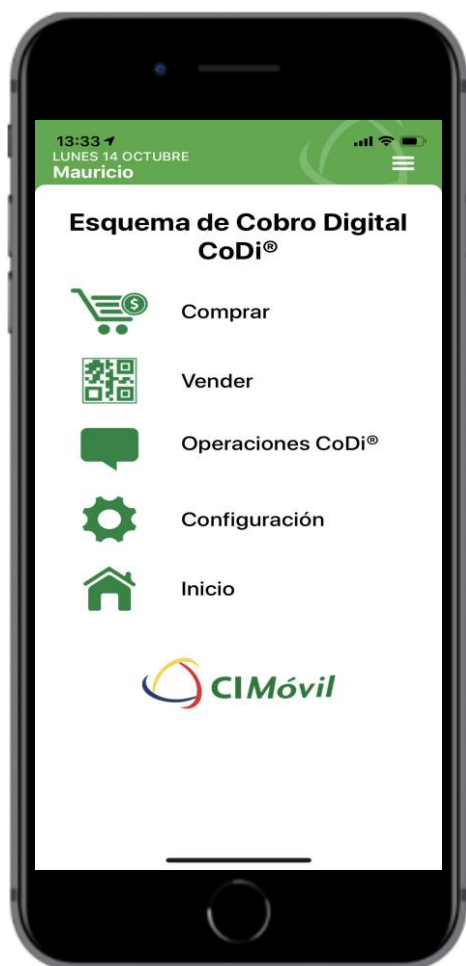 13:33
LUNES 14 OCTUBRE
Mauricio
Esquema de Cobro Digital
CoDi®
Comprar
Vender
Operaciones CoDi®
Configuración
Inicio
CIMóvil